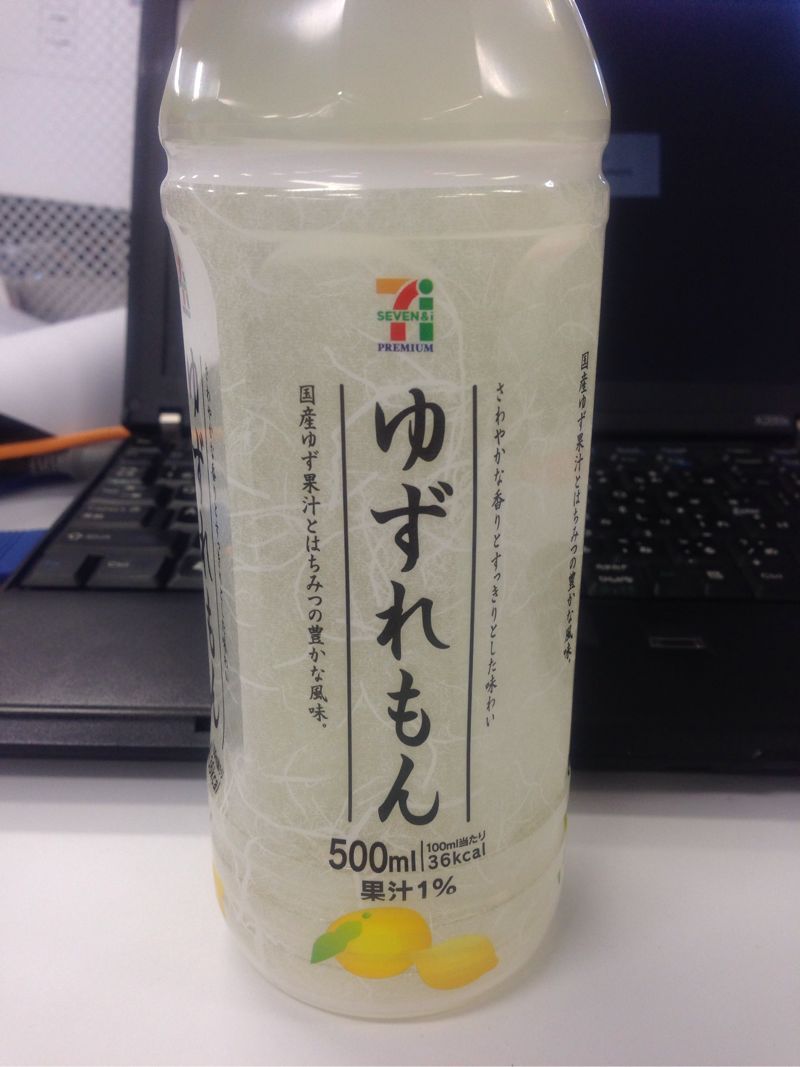 SEVEN&i
PREMIUM
さわやかな香りとすっきりとした味わい
ゆずれもん
国産ゆず果汁とはちみつの豊かな風味。
500ml
100ml当たり
36kcal
果汁1%
国産ゆず果汁とはちみつの豊かな風味。